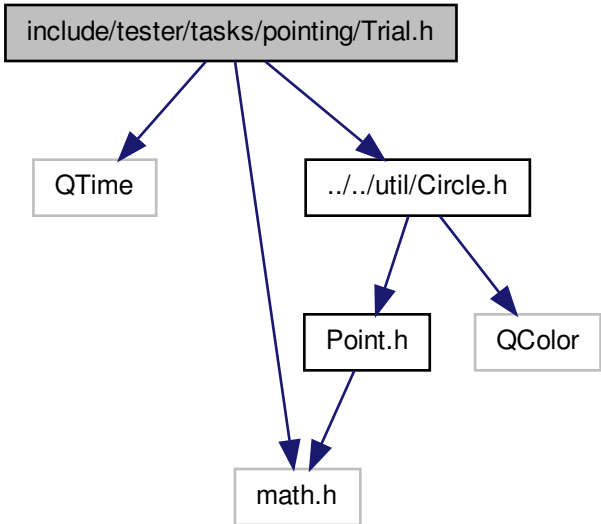 include/tester/tasks/pointing/Trial.h
QTime
../../util/Circle.h
Point.h
QColor
math.h